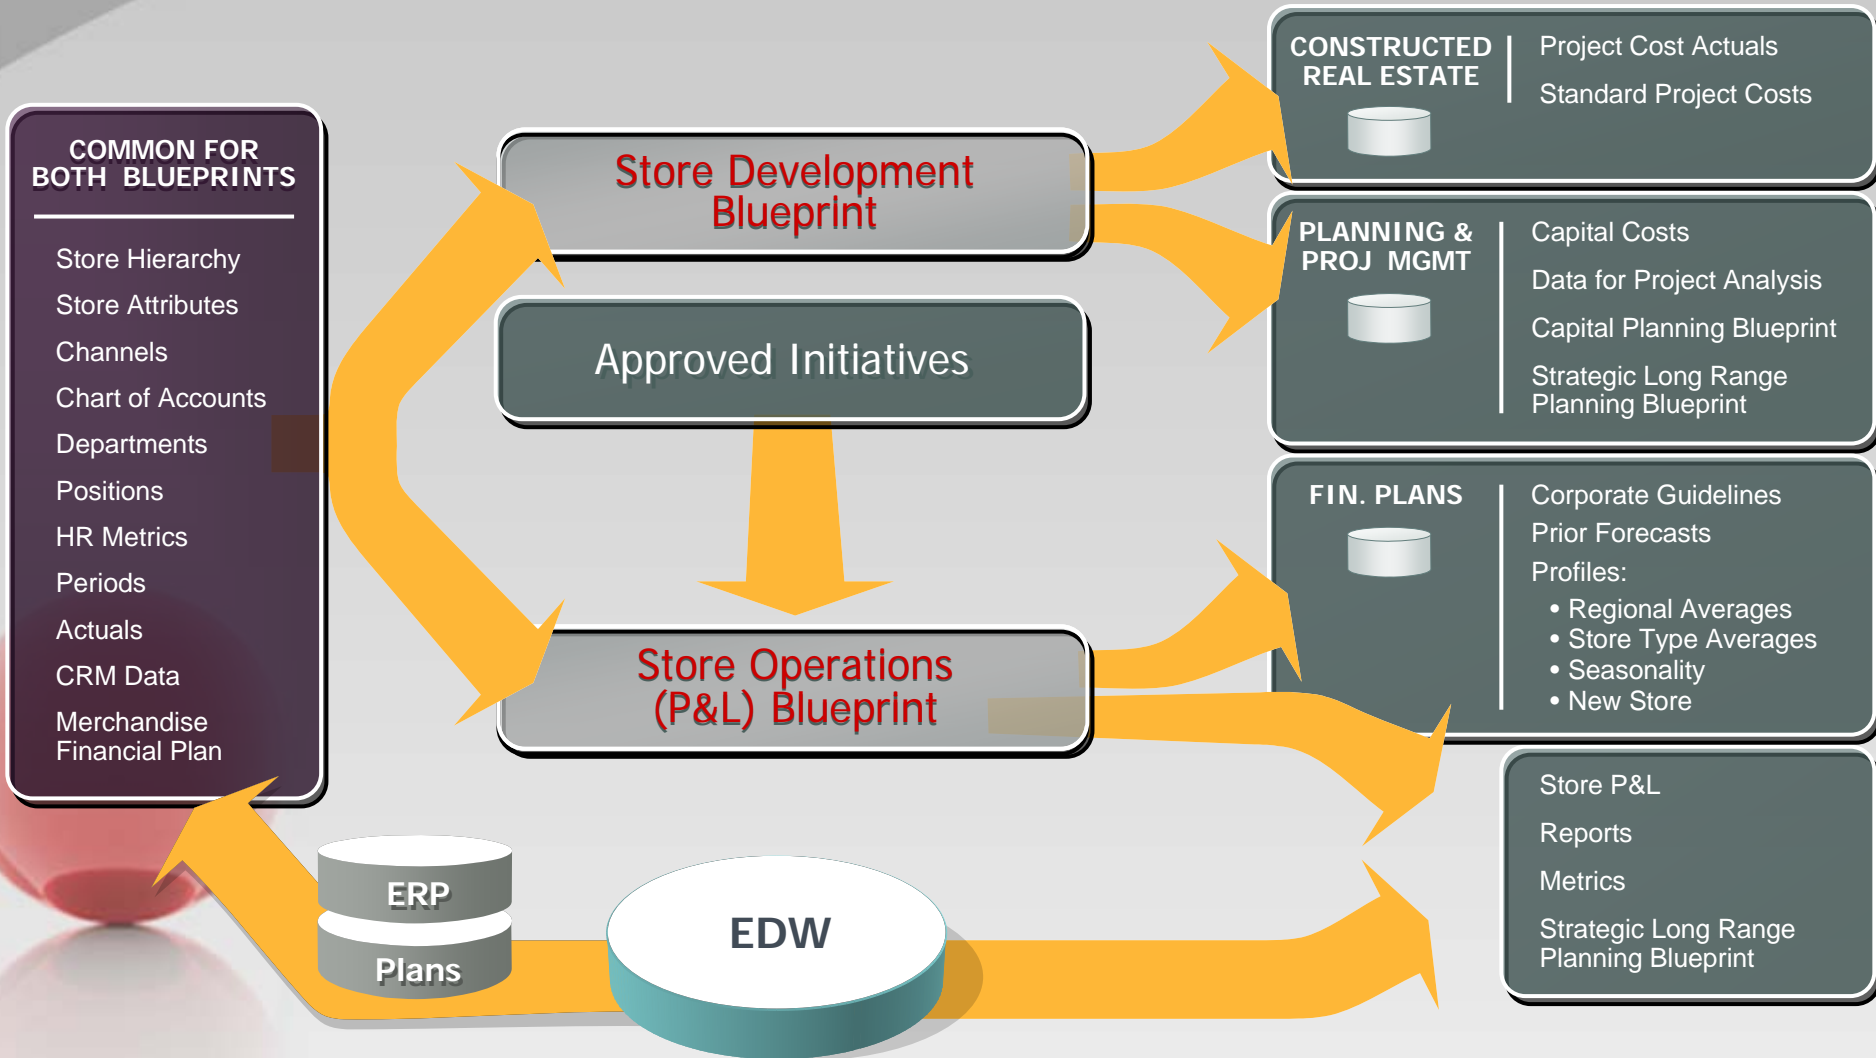 COMMON FOR
BOTH BLUEPRINTS
Store Hierarchy
Store Attributes
Channels
Chart of Accounts
Departments
Positions
HR Metrics
Periods
Actuals
CRM Data
Merchandise
Financial Plan
Store Development
Blueprint
Approved Initiatives
Store Operations
(P&L) Blueprint
ERP
Plans
EDW
CONSTRUCTED
REAL ESTATE
Project Cost Actuals
Standard Project Costs
PLANNING &
PROJ MGMT
Capital Costs
Data for Project Analysis
Capital Planning Blueprint
Strategic Long Range
Planning Blueprint
FIN. PLANS
Corporate Guidelines
Prior Forecasts
Profiles:
• Regional Averages
• Store Type Averages
• Seasonality
• New Store
Store P&L
Reports
Metrics
Strategic Long Range
Planning Blueprint